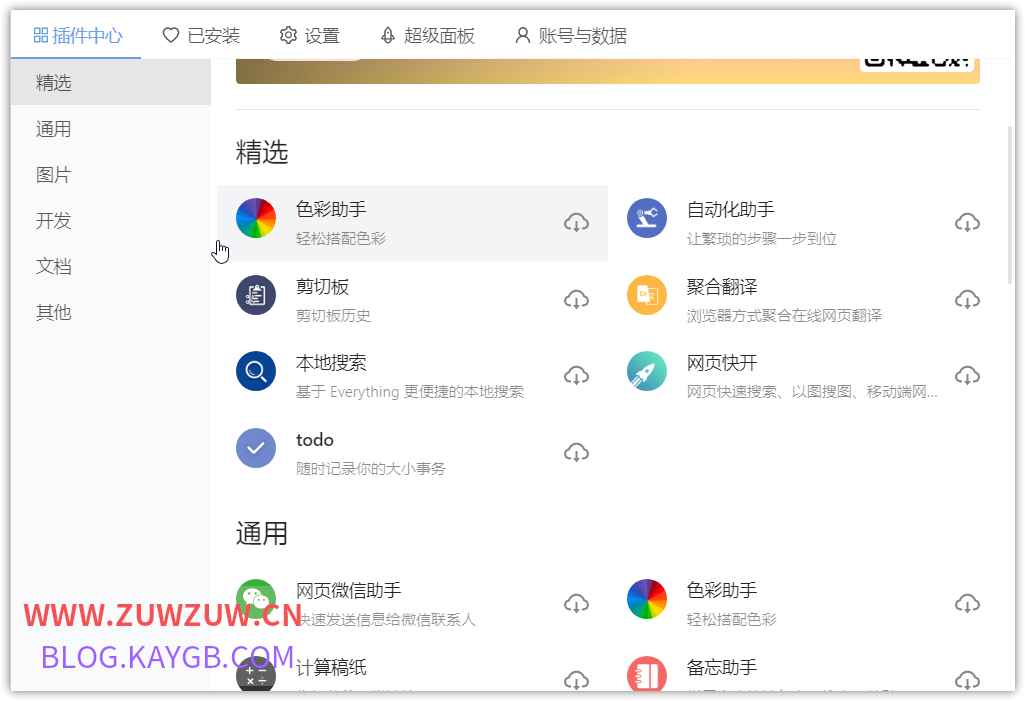 插件中心 已安装 设置 超级面板 账号与数据
精选
通用
图片
开发
文档
其他
精选
色彩助手
轻松搭配色彩
自动化助手
让繁琐的步骤一步到位
剪切板
剪切板历史
聚合翻译
浏览器方式聚合在线网页翻译
本地搜索
基于 Everything 更便捷的本地搜索
网页快开
网页快速搜索、以图搜图、移动端网...
todo
随时记录你的大小事务
通用
网页微信助手
快速发送信息给微信联系人
色彩助手
轻松搭配色彩
计算稿纸
备忘助手
WWW.ZUWZUW.CN
BLOG.KAYGB.COM